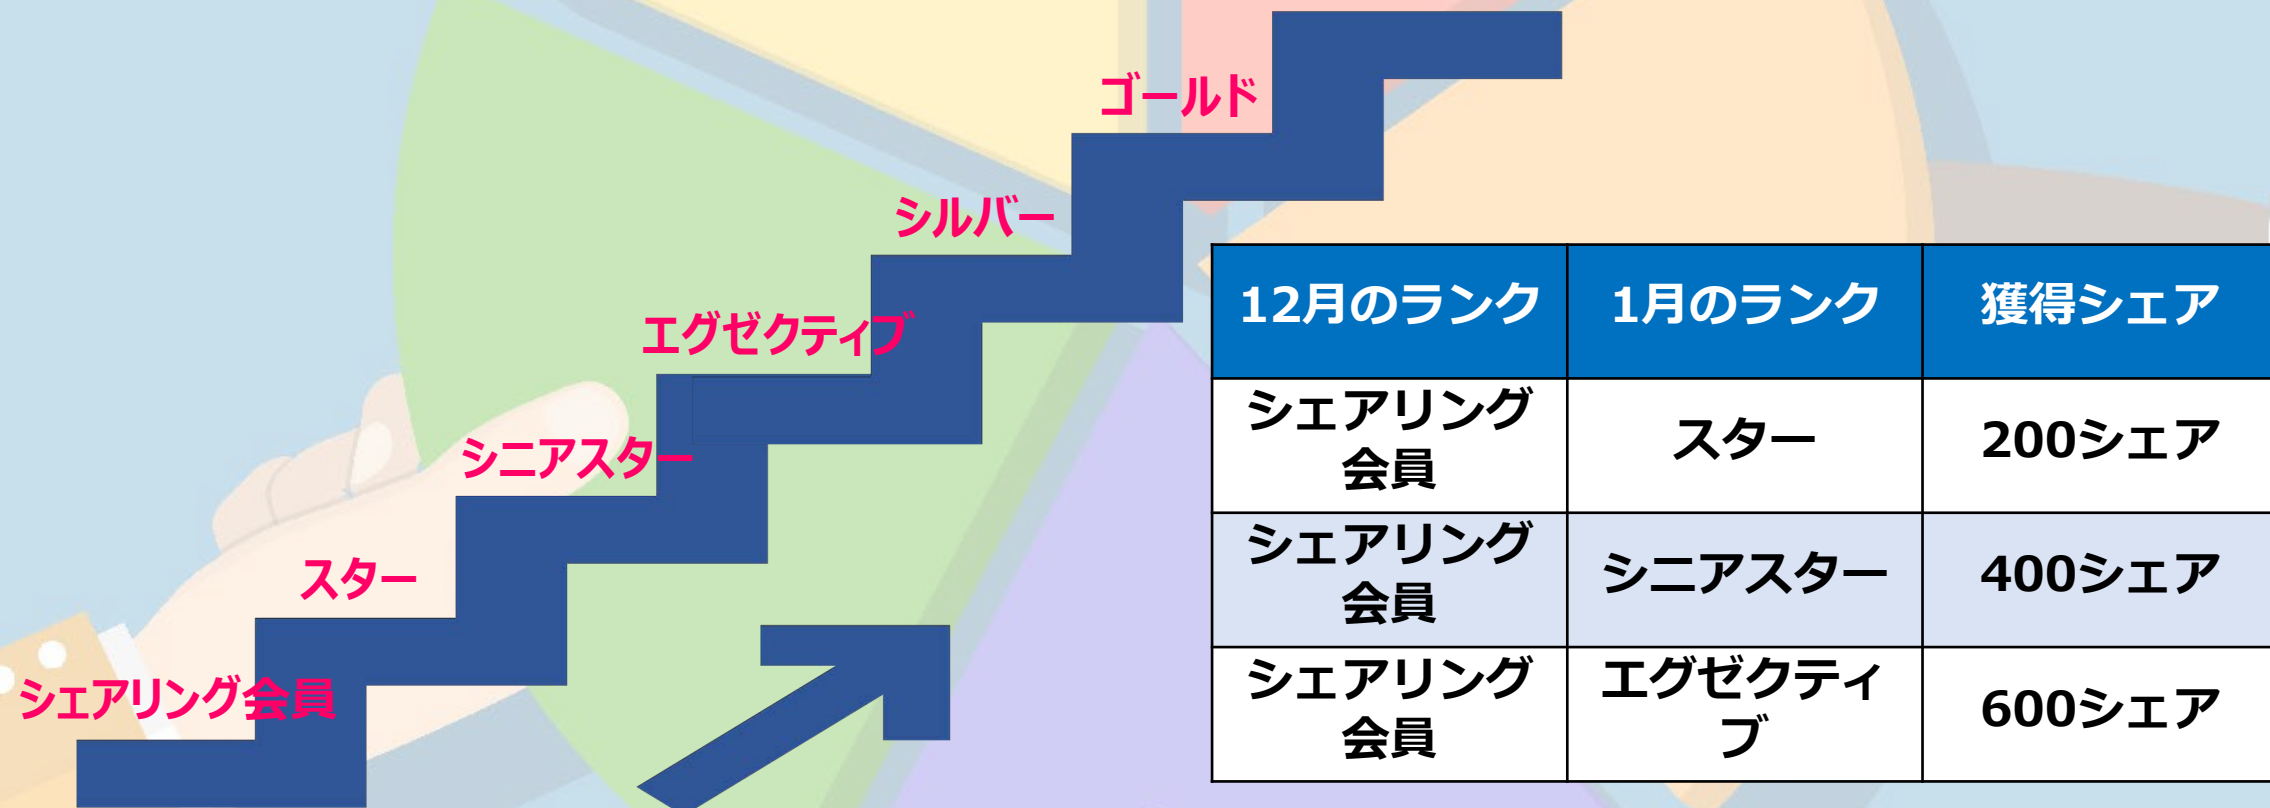 ゴールド
シルバー
エグゼクティブ
シニアスター
スター
シェアリング会員
12月のランク 1月のランク 獲得シェア
シェアリング
会員
スター
200シェア
シェアリング
会員
シニアスター
400シェア
シェアリング
会員
エグゼクティ
ブ
600シェア